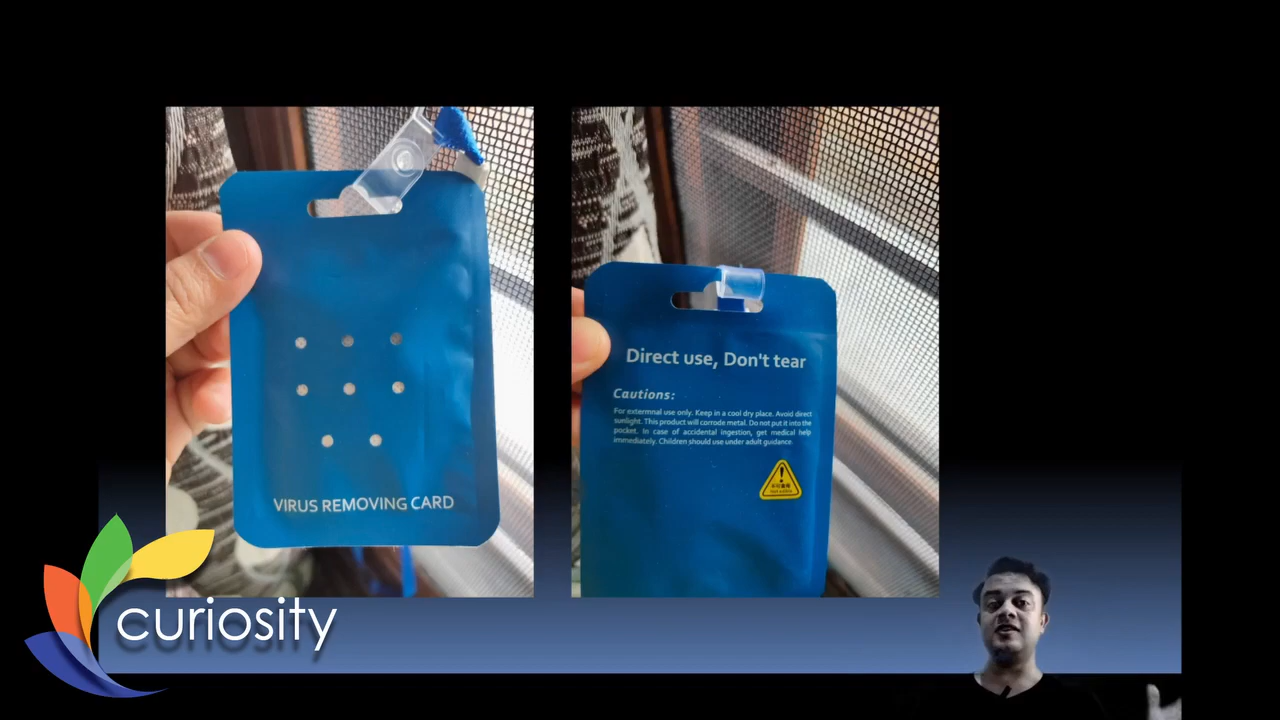 VIRUS REMOVING CARD
Direct use, Don't tear
Cautions:
For extermnal use only. Keep in a cool dry place. Avoid direct
sunlight. This product will corrode metal. Do not put it into the
pocket. In case of accidental ingestion, get medical help
immediately. Children should use under adult guidance.
curiosity